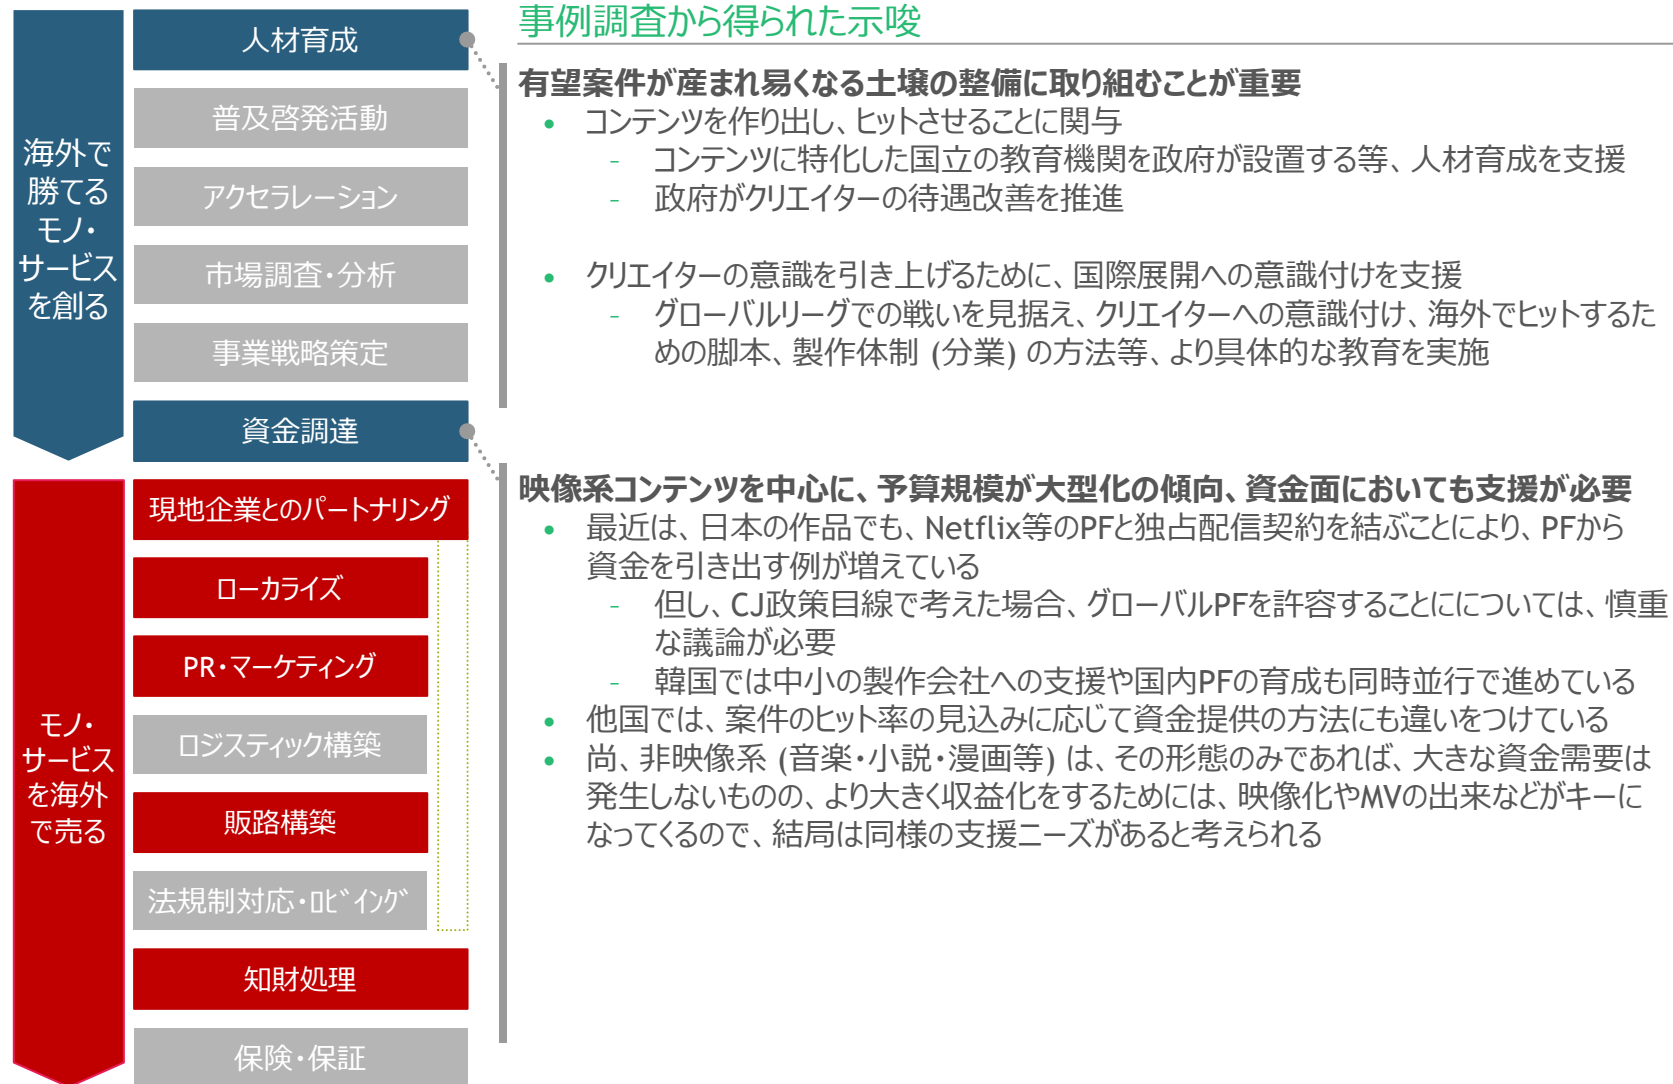 海外で
勝てる
モノ・
サービス
を創る
人材育成
普及啓発活動
アクセラレーション
市場調査・分析
事業戦略策定
資金調達
モノ・
サービス
を海外
で売る
現地企業とのパートナリング
ローカライズ
PR・マーケティング
ロジスティック構築
販路構築
法規制対応・ﾛﾋﾞｲﾝｸﾞ
知財処理
保険・保証
事例調査から得られた示唆
有望案件が産まれ易くなる土壌の整備に取り組むことが重要
• コンテンツを作り出し、ヒットさせることに関与
- コンテンツに特化した国立の教育機関を政府が設置する等、人材育成を支援
- 政府がクリエイターの待遇改善を推進
• クリエイターの意識を引き上げるために、国際展開への意識付けを支援
- グローバルリーグでの戦いを見据え、クリエイターへの意識付け、海外でヒットするた
めの脚本、製作体制 (分業) の方法等、より具体的な教育を実施
映像系コンテンツを中心に、予算規模が大型化の傾向、資金面においても支援が必要
• 最近は、日本の作品でも、Netflix等のPFと独占配信契約を結ぶことにより、PFから
資金を引き出す例が増えている
- 但し、CJ政策目線で考えた場合、グローバルPFを許容することにについては、慎重
な議論が必要
- 韓国では中小の製作会社への支援や国内PFの育成も同時並行で進めている
• 他国では、案件のヒット率の見込みに応じて資金提供の方法にも違いをつけている
• 尚、非映像系 (音楽・小説・漫画等) は、その形態のみであれば、大きな資金需要は
発生しないものの、より大きく収益化をするためには、映像化やMVの出来などがキーに
なってくるので、結局は同様の支援ニーズがあると考えられる